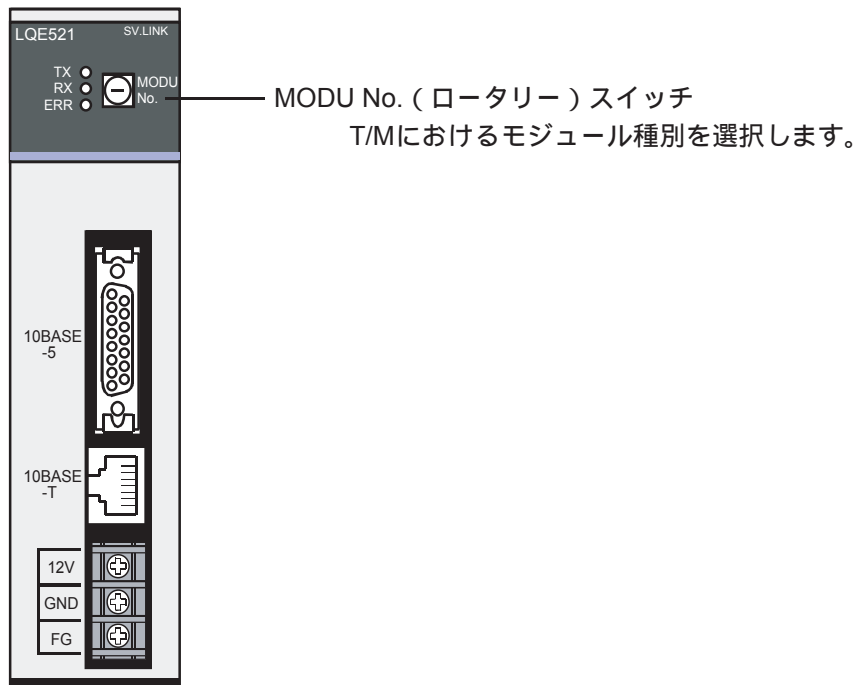 LQE521
SV.LINK
TX
RX
ERR
MODU
No.
MODU No.（ロータリー）スイッチ
T/Mにおけるモジュール種別を選択します。
10BASE
-5
10BASE
-T
12V
GND
FG